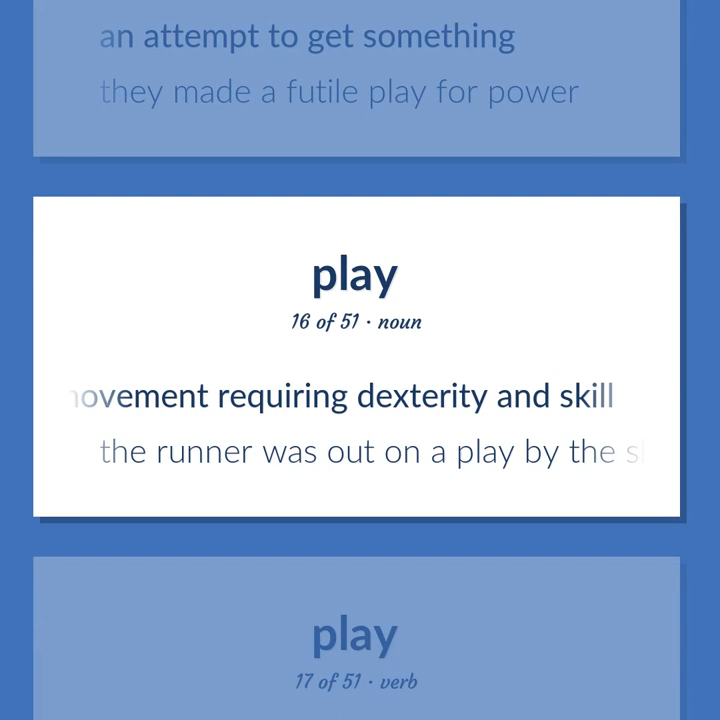 an attempt to get something
they made a futile play for power
play
16 of 51 · noun
requiring dexterity and skill
the runner was out on a play by the
play
17 of 51 · verb